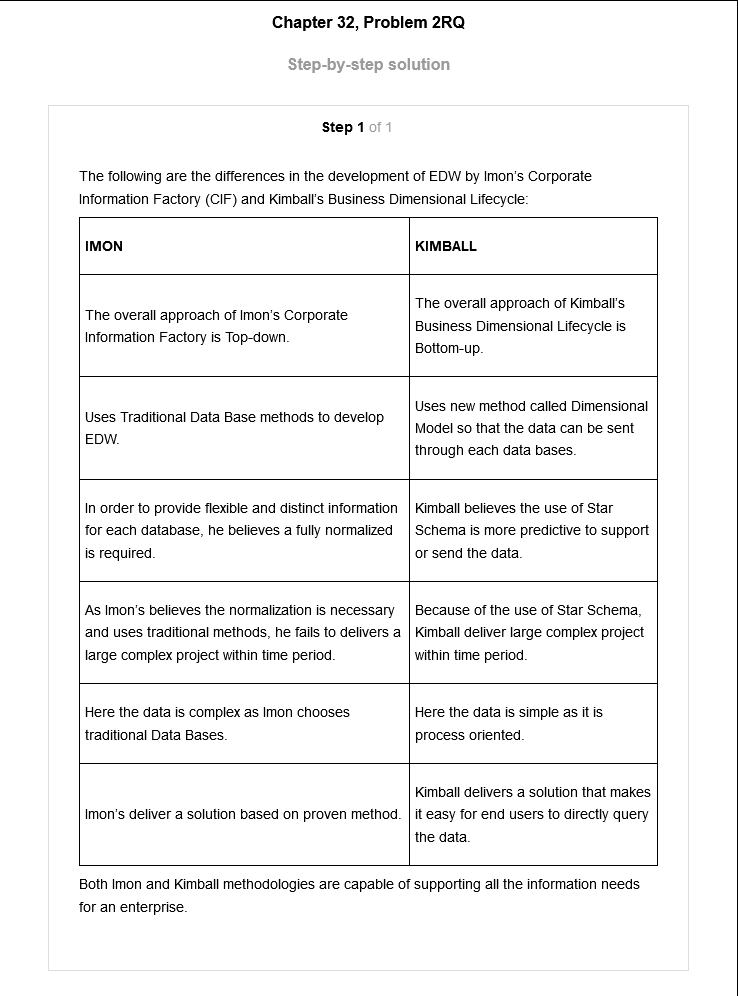 Chapter 32, Problem 2RQ
Step-by-step solution
Step 1 of 1
The following are the differences in the development of EDW by Imon's Corporate
Information Factory (CIF) and Kimball's Business Dimensional Lifecycle:
IMON
KIMBALL
The overall approach of Imon's Corporate
Information Factory is Top-down.
The overall approach of Kimball's
Business Dimensional Lifecycle is
Bottom-up.
Uses Traditional Data Base methods to develop
EDW.
Uses new method called Dimensional
Model so that the data can be sent
through each data bases.
In order to provide flexible and distinct information
for each database, he believes a fully normalized
is required.
Kimball believes the use of Star
Schema is more predictive to support
or send the data.
As Imon's believes the normalization is necessary
and uses traditional methods, he fails to delivers a
large complex project within time period.
Because of the use of Star Schema,
Kimball deliver large complex project
within time period.
Here the data is complex as Imon chooses
traditional Data Bases.
Here the data is simple as it is
process oriented.
Imon's deliver a solution based on proven method.
Kimball delivers a solution that makes
it easy for end users to directly query
the data.
Both Imon and Kimball methodologies are capable of supporting all the information needs
for an enterprise.